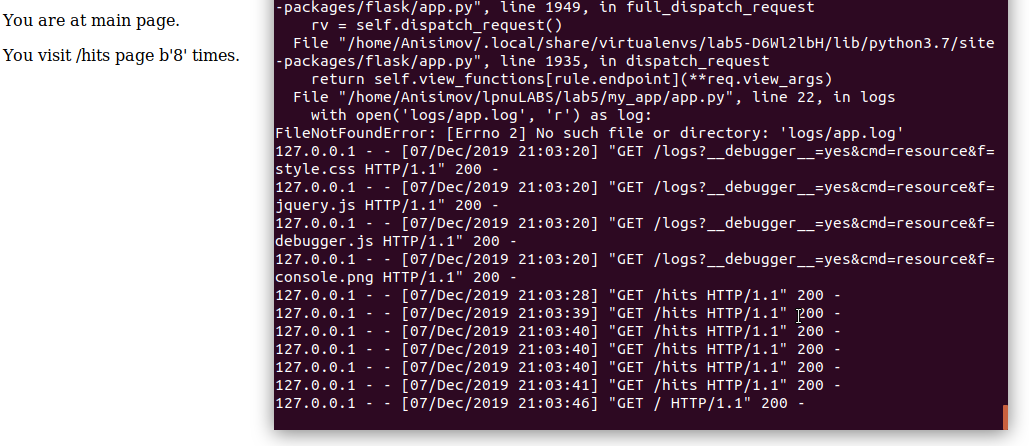 You are at main page.
You visit /hits page b'8' times.
-packages/flask/app.py", line 1949, in full_dispatch_request
rv = self.dispatch_request()
File "/home/Anisimov/.local/share/virtualenvs/lab5-D6Wl2lbH/lib/python3.7/site
-packages/flask/app.py", line 1935, in dispatch_request
return self.view_functions[rule.endpoint](**req.view_args)
File "/home/Anisimov/lpnuLABS/lab5/my_app/app.py", line 22, in logs
with open('logs/app.log', 'r') as log:
FileNotFoundError: [Errno 2] No such file or directory: 'logs/app.log'
127.0.0.1 - - [07/Dec/2019 21:03:20] "GET /logs?__debugger__=yes&cmd=resource&f=
style.css HTTP/1.1" 200 -
127.0.0.1 - - [07/Dec/2019 21:03:20] "GET /logs?__debugger__=yes&cmd=resource&f=
jquery.js HTTP/1.1" 200 -
127.0.0.1 - - [07/Dec/2019 21:03:20] "GET /logs?__debugger__=yes&cmd=resource&f=
debugger.js HTTP/1.1" 200 -
127.0.0.1 - - [07/Dec/2019 21:03:20] "GET /logs?__debugger__=yes&cmd=resource&f=
console.png HTTP/1.1" 200 -
127.0.0.1 - - [07/Dec/2019 21:03:28] "GET /hits HTTP/1.1" 200 -
127.0.0.1 - - [07/Dec/2019 21:03:39] "GET /hits HTTP/1.1" 200 -
127.0.0.1 - - [07/Dec/2019 21:03:40] "GET /hits HTTP/1.1" 200 -
127.0.0.1 - - [07/Dec/2019 21:03:40] "GET /hits HTTP/1.1" 200 -
127.0.0.1 - - [07/Dec/2019 21:03:40] "GET /hits HTTP/1.1" 200 -
127.0.0.1 - - [07/Dec/2019 21:03:41] "GET /hits HTTP/1.1" 200 -
127.0.0.1 - - [07/Dec/2019 21:03:46] "GET / HTTP/1.1" 200 -